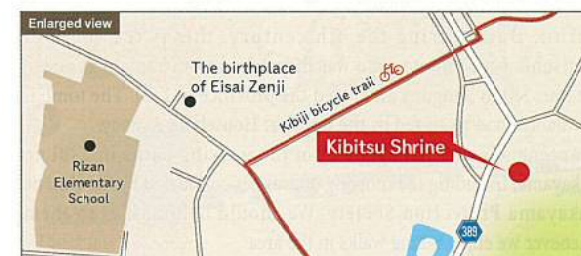 Enlarged view
The birthplace
of Eisai Zenji
Kibiji bicycle trail
Kibitsu Shrine
Rizan
Elementary
School
389